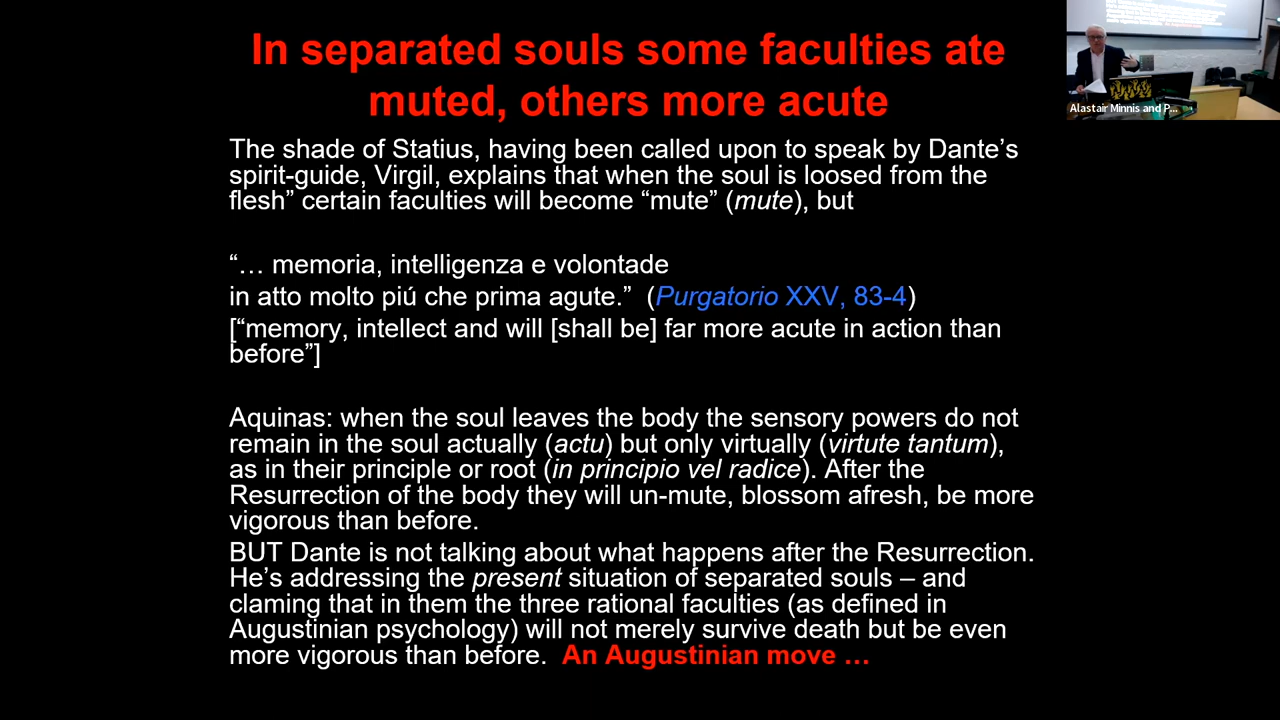 In separated souls some faculties ate
muted, others more acute
Alastair Minnis and P...
The shade of Statius, having been called upon to speak by Dante’s
spirit-guide, Virgil, explains that when the soul is loosed from the
flesh” certain faculties will become “mute” (mute), but
“… memoria, intelligenza e volontade
in atto molto piú che prima agute.” (Purgatorio XXV, 83-4)
[“memory, intellect and will [shall be] far more acute in action than
before”]
Aquinas: when the soul leaves the body the sensory powers do not
remain in the soul actually (actu) but only virtually (virtute tantum),
as in their principle or root (in principio vel radice). After the
Resurrection of the body they will un-mute, blossom afresh, be more
vigorous than before.
BUT Dante is not talking about what happens after the Resurrection.
He’s addressing the present situation of separated souls – and
claming that in them the three rational faculties (as defined in
Augustinian psychology) will not merely survive death but be even
more vigorous than before. An Augustinian move …